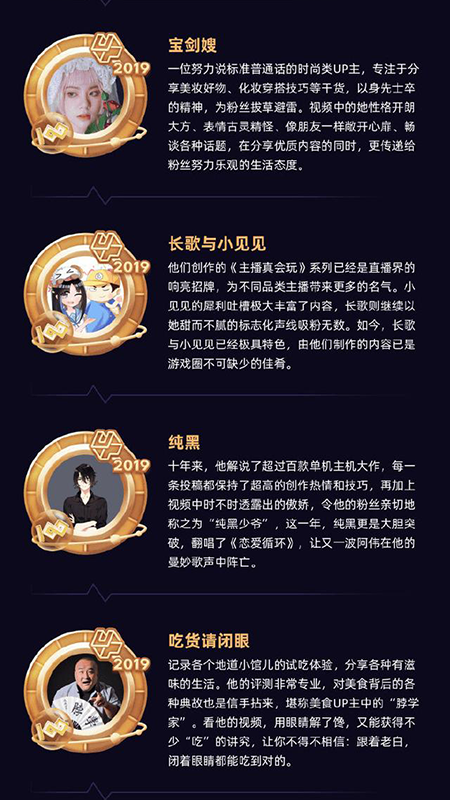 2019
宝剑嫂
一位努力说标准普通话的时尚类UP主，专注于分
享美妆好物、化妆穿搭技巧等干货，以身先士卒
的精神，为粉丝拔草避雷。视频中的她性格开朗
大方、表情古灵精怪、像朋友一样敞开心扉、畅
谈各种话题，在分享优质内容的同时，更传递给
粉丝努力乐观的生活态度。
2019
长歌与小见见
他们创作的《主播真会玩》系列已经是直播界的
响亮招牌，为不同品类主播带来更多的名气。小
见见的犀利吐槽极大丰富了内容，长歌则继续以
她甜而不腻的标志化声线吸粉无数。如今，长歌
与小见见已经极具特色，由他们制作的内容已是
游戏圈不可缺少的佳肴。
2019
纯黑
十年来，他解说了超过百款单机主机大作，每一
条投稿都保持了超高的创作热情和技巧，再加上
视频中时不时透露出的傲娇，令他的粉丝亲切地
称之为“纯黑少爷”，这一年，纯黑更是大胆突
破，翻唱了《恋爱循环》，让又一波阿伟在他的
曼妙歌声中阵亡。
2019
吃货请闭眼
记录各个地道小馆儿的试吃体验，分享各种有滋
味的生活。他的评测非常专业，对美食背后的各
种典故也是信手拈来，堪称美食UP主中的“脖学
家”。看他的视频，用眼睛解了馋，又能获得不
少“吃”的讲究，让你不得不相信：跟着老白，
闭着眼睛都能吃到对的。